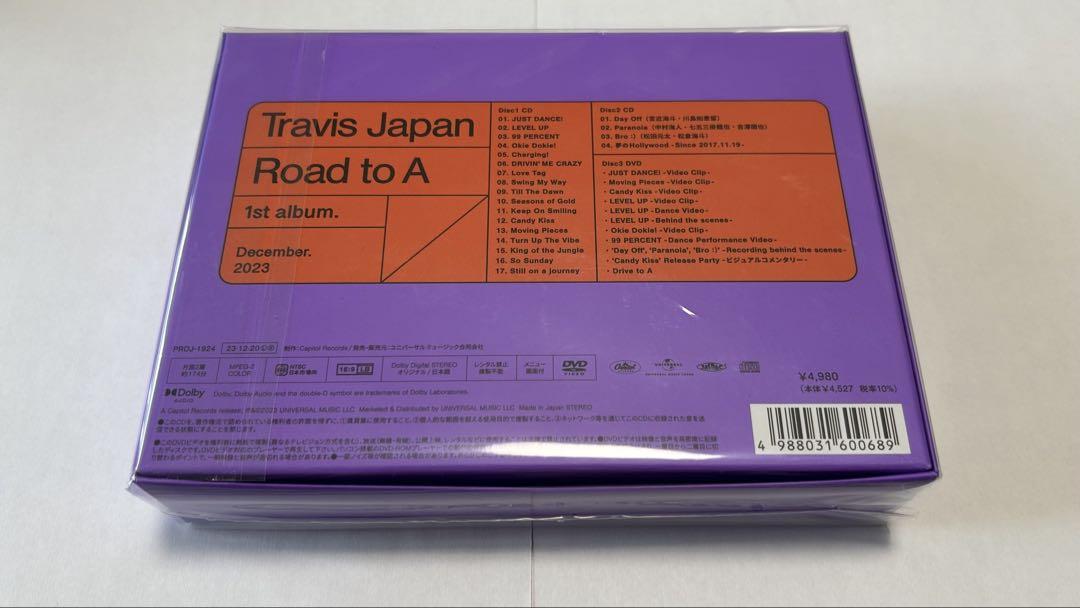 Travis Japan
Road to A
1st album.
December.
2023
Disc1 CD
01. JUST DANCE!
02. LEVEL UP
03. 99 PERCENT
04. Okie Dokie!
05. Charging!
06. DRIVIN' ME CRAZY
07. Love Tag
08. Swing My Way
09. Till The Dawn
10. Seasons of Gold
11. Keep On Smiling
12. Candy Kiss
13. Moving Pieces
14. Turn Up The Vibe
15. King of the Jungle
16. So Sunday
17. Still on a journey
Disc2 CD
01. Day Off（宮近海斗・川島如恵留）
02. Paranoia（中村海人・七五三掛龍也・吉澤閑也）
03. Bro :)（松田元太・松倉海斗）
04. 夢のHollywood -Since 2017.11.19-
Disc3 DVD
・JUST DANCE! -Video Clip-
・Moving Pieces -Video Clip-
・Candy Kiss -Video Clip-
・LEVEL UP -Video Clip-
・LEVEL UP -Dance Video-
・LEVEL UP -Behind the scenes-
・Okie Dokie! -Video Clip-
・99 PERCENT -Dance Performance Video-
・'Day Off', 'Paranoia', 'Bro :)' -Recording behind the scenes-
・'Candy Kiss' Release Party -ビジュアルコメンタリー-
・Drive to A
PROJ-1924 23･12･20 制作：Capitol Records／発売・販売元：ユニバーサル ミュージック合同会社
片面2層 約174分
MPEG-2 COLOR
NTSC 日本市場向
16:9 LB
Dolby Digital STEREO オリジナル／日本語
レンタル禁止 複製不能
メニュー画面付
DVD VIDEO
Dolby AUDIO
Dolby, Dolby Audio and the double-D symbol are trademarks of Dolby Laboratories.
A Capitol Records release; ℗&©2023 UNIVERSAL MUSIC LLC Marketed & Distributed by UNIVERSAL MUSIC LLC Made in Japan STEREO
¥4,980
（本体¥4,527 税率10%）
4 988031 600689